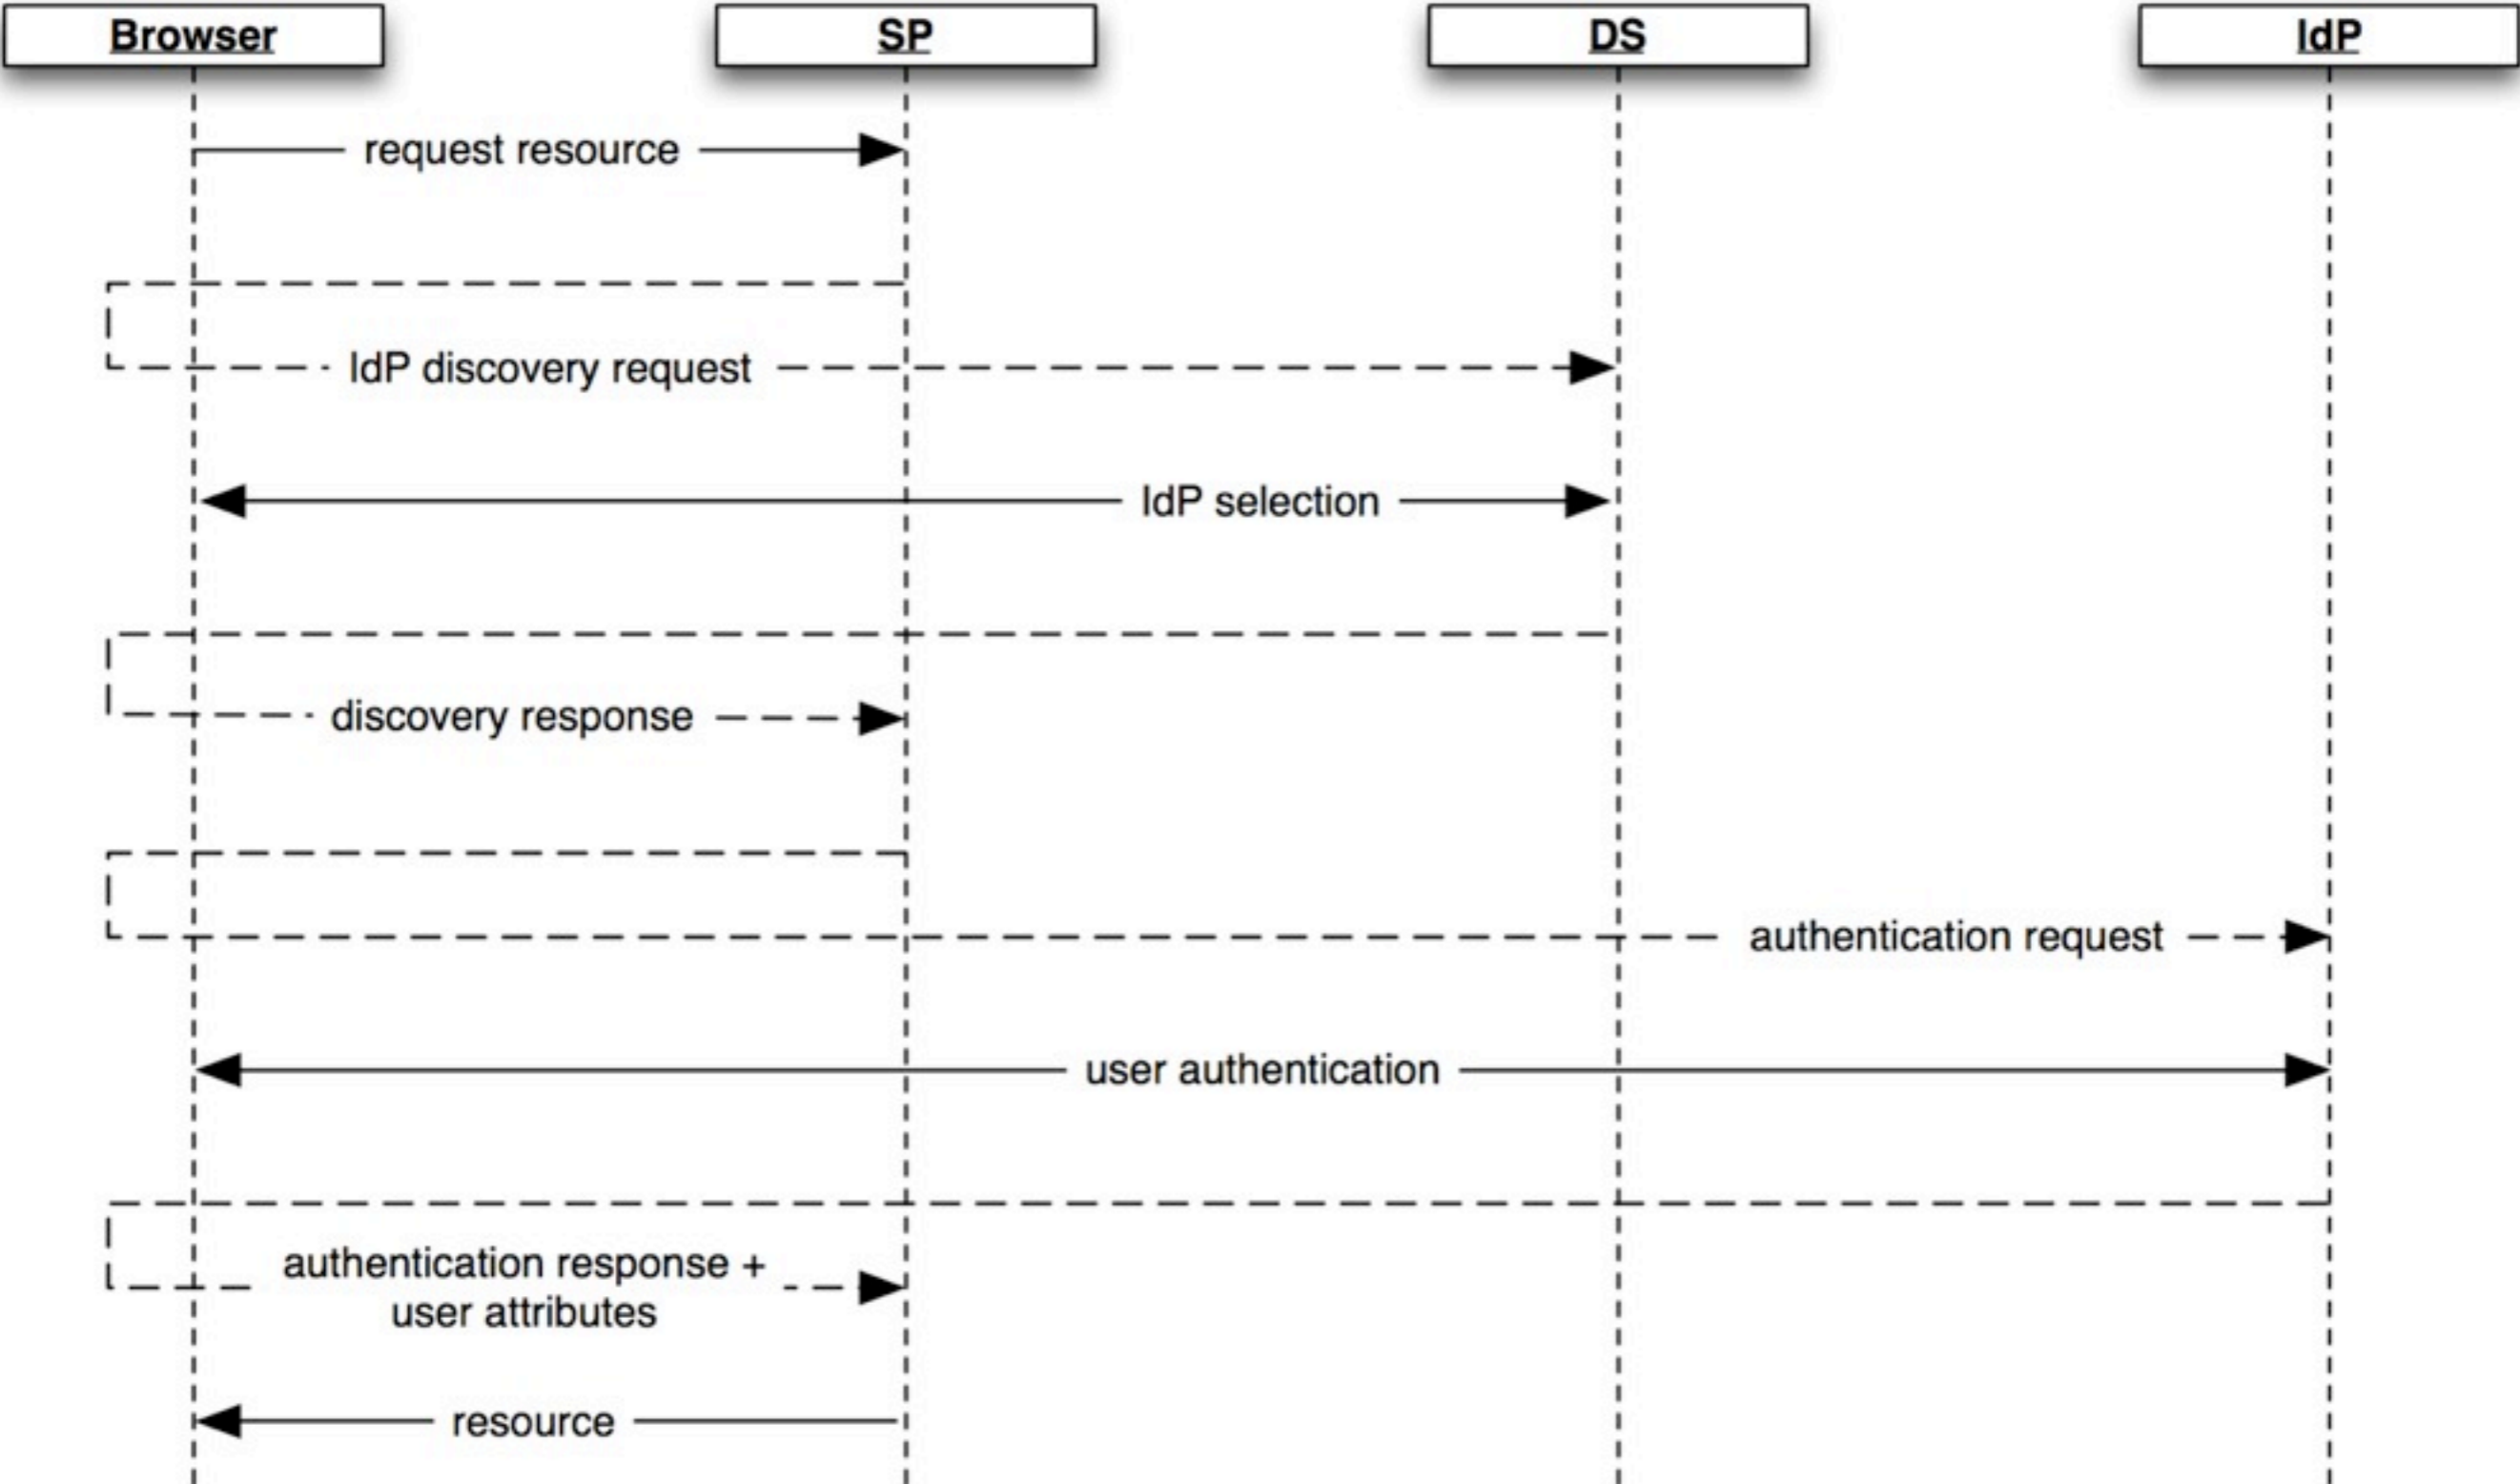 Browser
SP
DS
IdP
request resource
IdP discovery request
IdP selection
discovery response
authentication request
user authentication
authentication response +
user attributes
resource